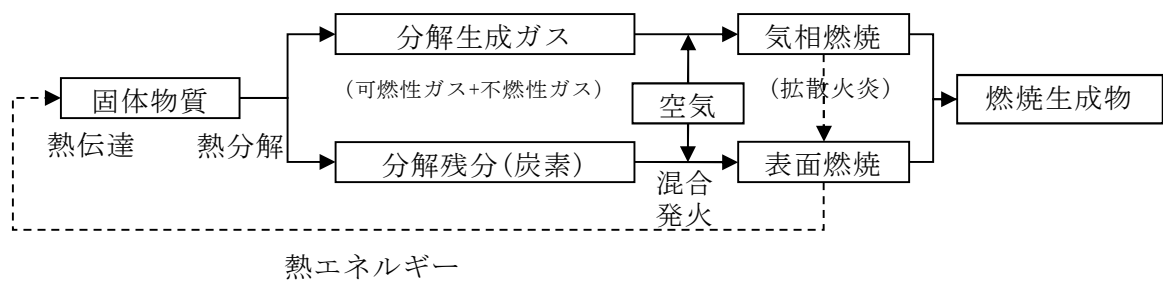 分解生成ガス
気相燃焼
(可燃性ガス+不燃性ガス)
(拡散火炎)
固体物質
空気
燃焼生成物
熱伝達
熱分解
分解残分(炭素)
表面燃焼
混合
発火
熱エネルギー